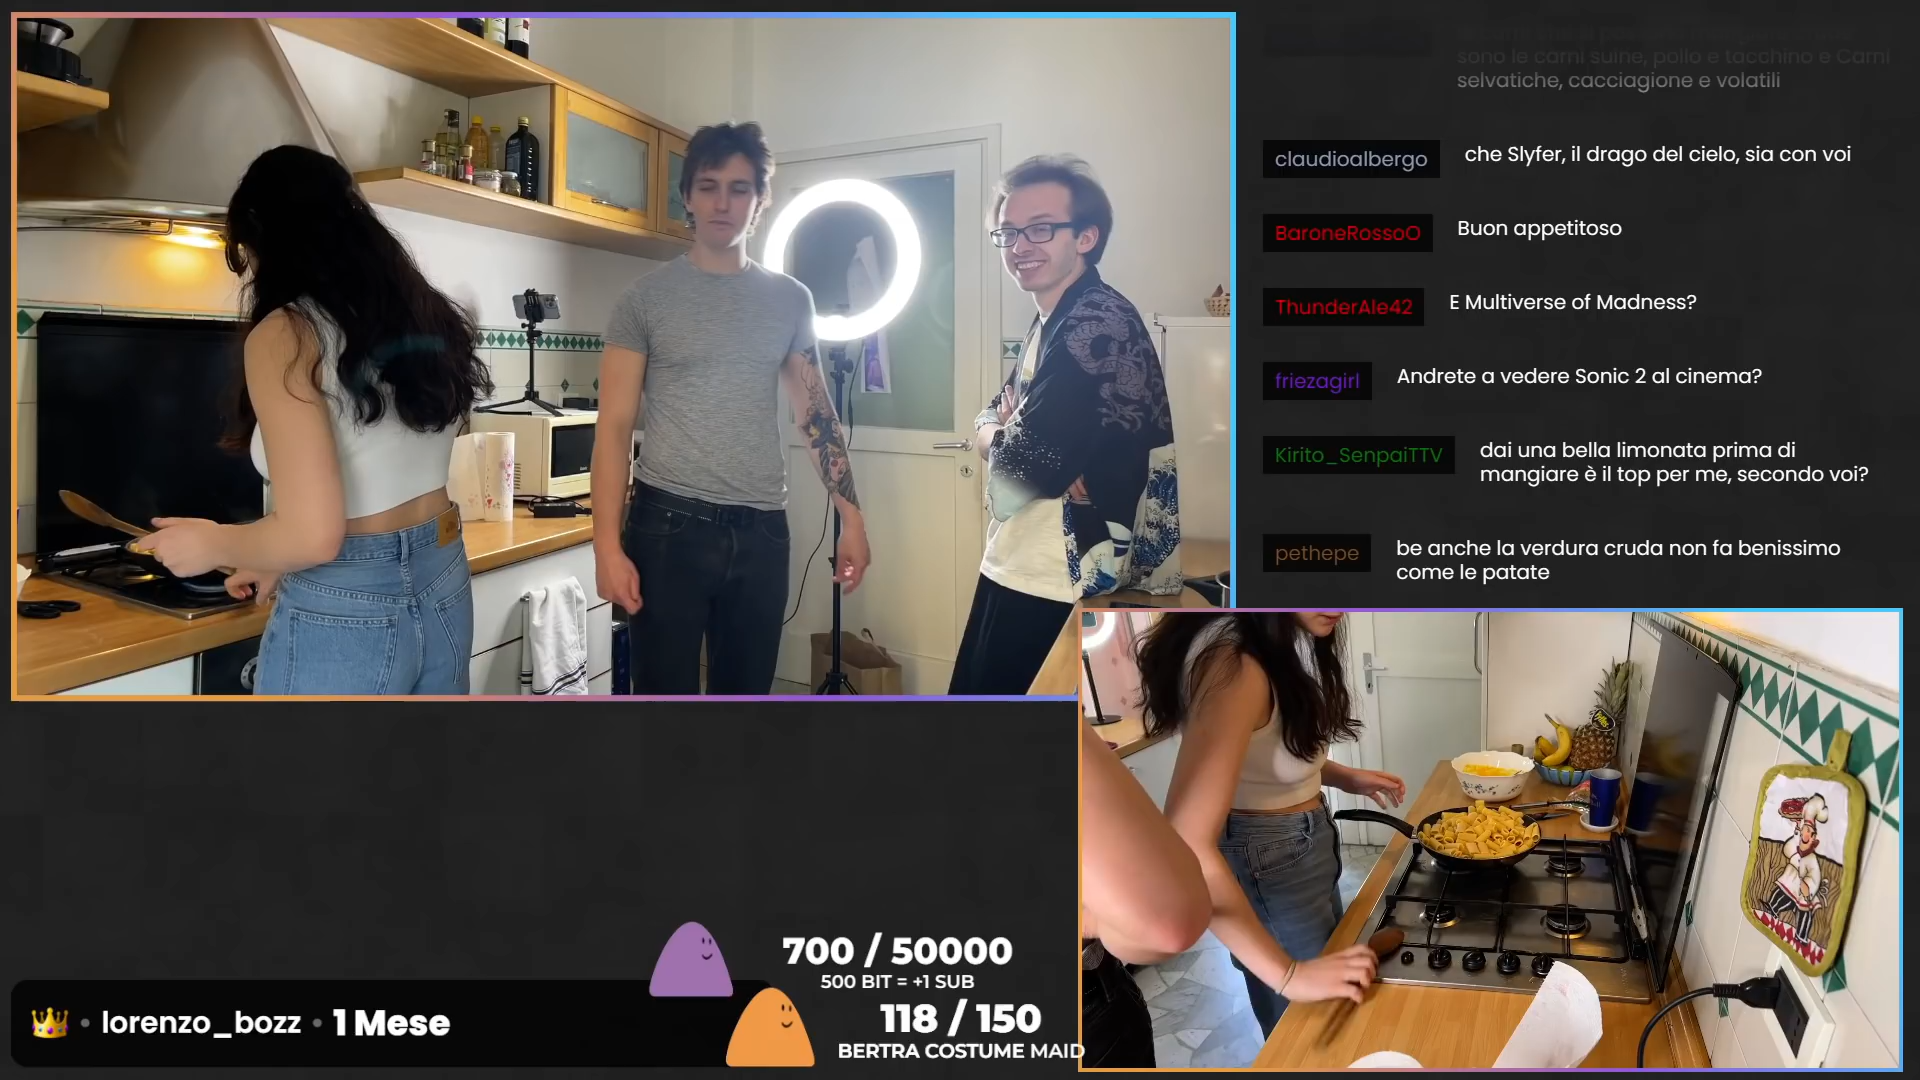 sono le carni suine, pollo e tacchino e Carni
selvatiche, cacciagione e volatili
claudioalbergo
che Slyfer, il drago del cielo, sia con voi
BaroneRossoO
Buon appetitoso
ThunderAle42
E Multiverse of Madness?
friezagirl
Andrete a vedere Sonic 2 al cinema?
Kirito_SenpaiTTV
dai una bella limonata prima di
mangiare è il top per me, secondo voi?
pethepe
be anche la verdura cruda non fa benissimo
come le patate
700 / 50000
500 BIT = +1 SUB
118 / 150
BERTRA COSTUME MAID
• lorenzo_bozz • 1 Mese